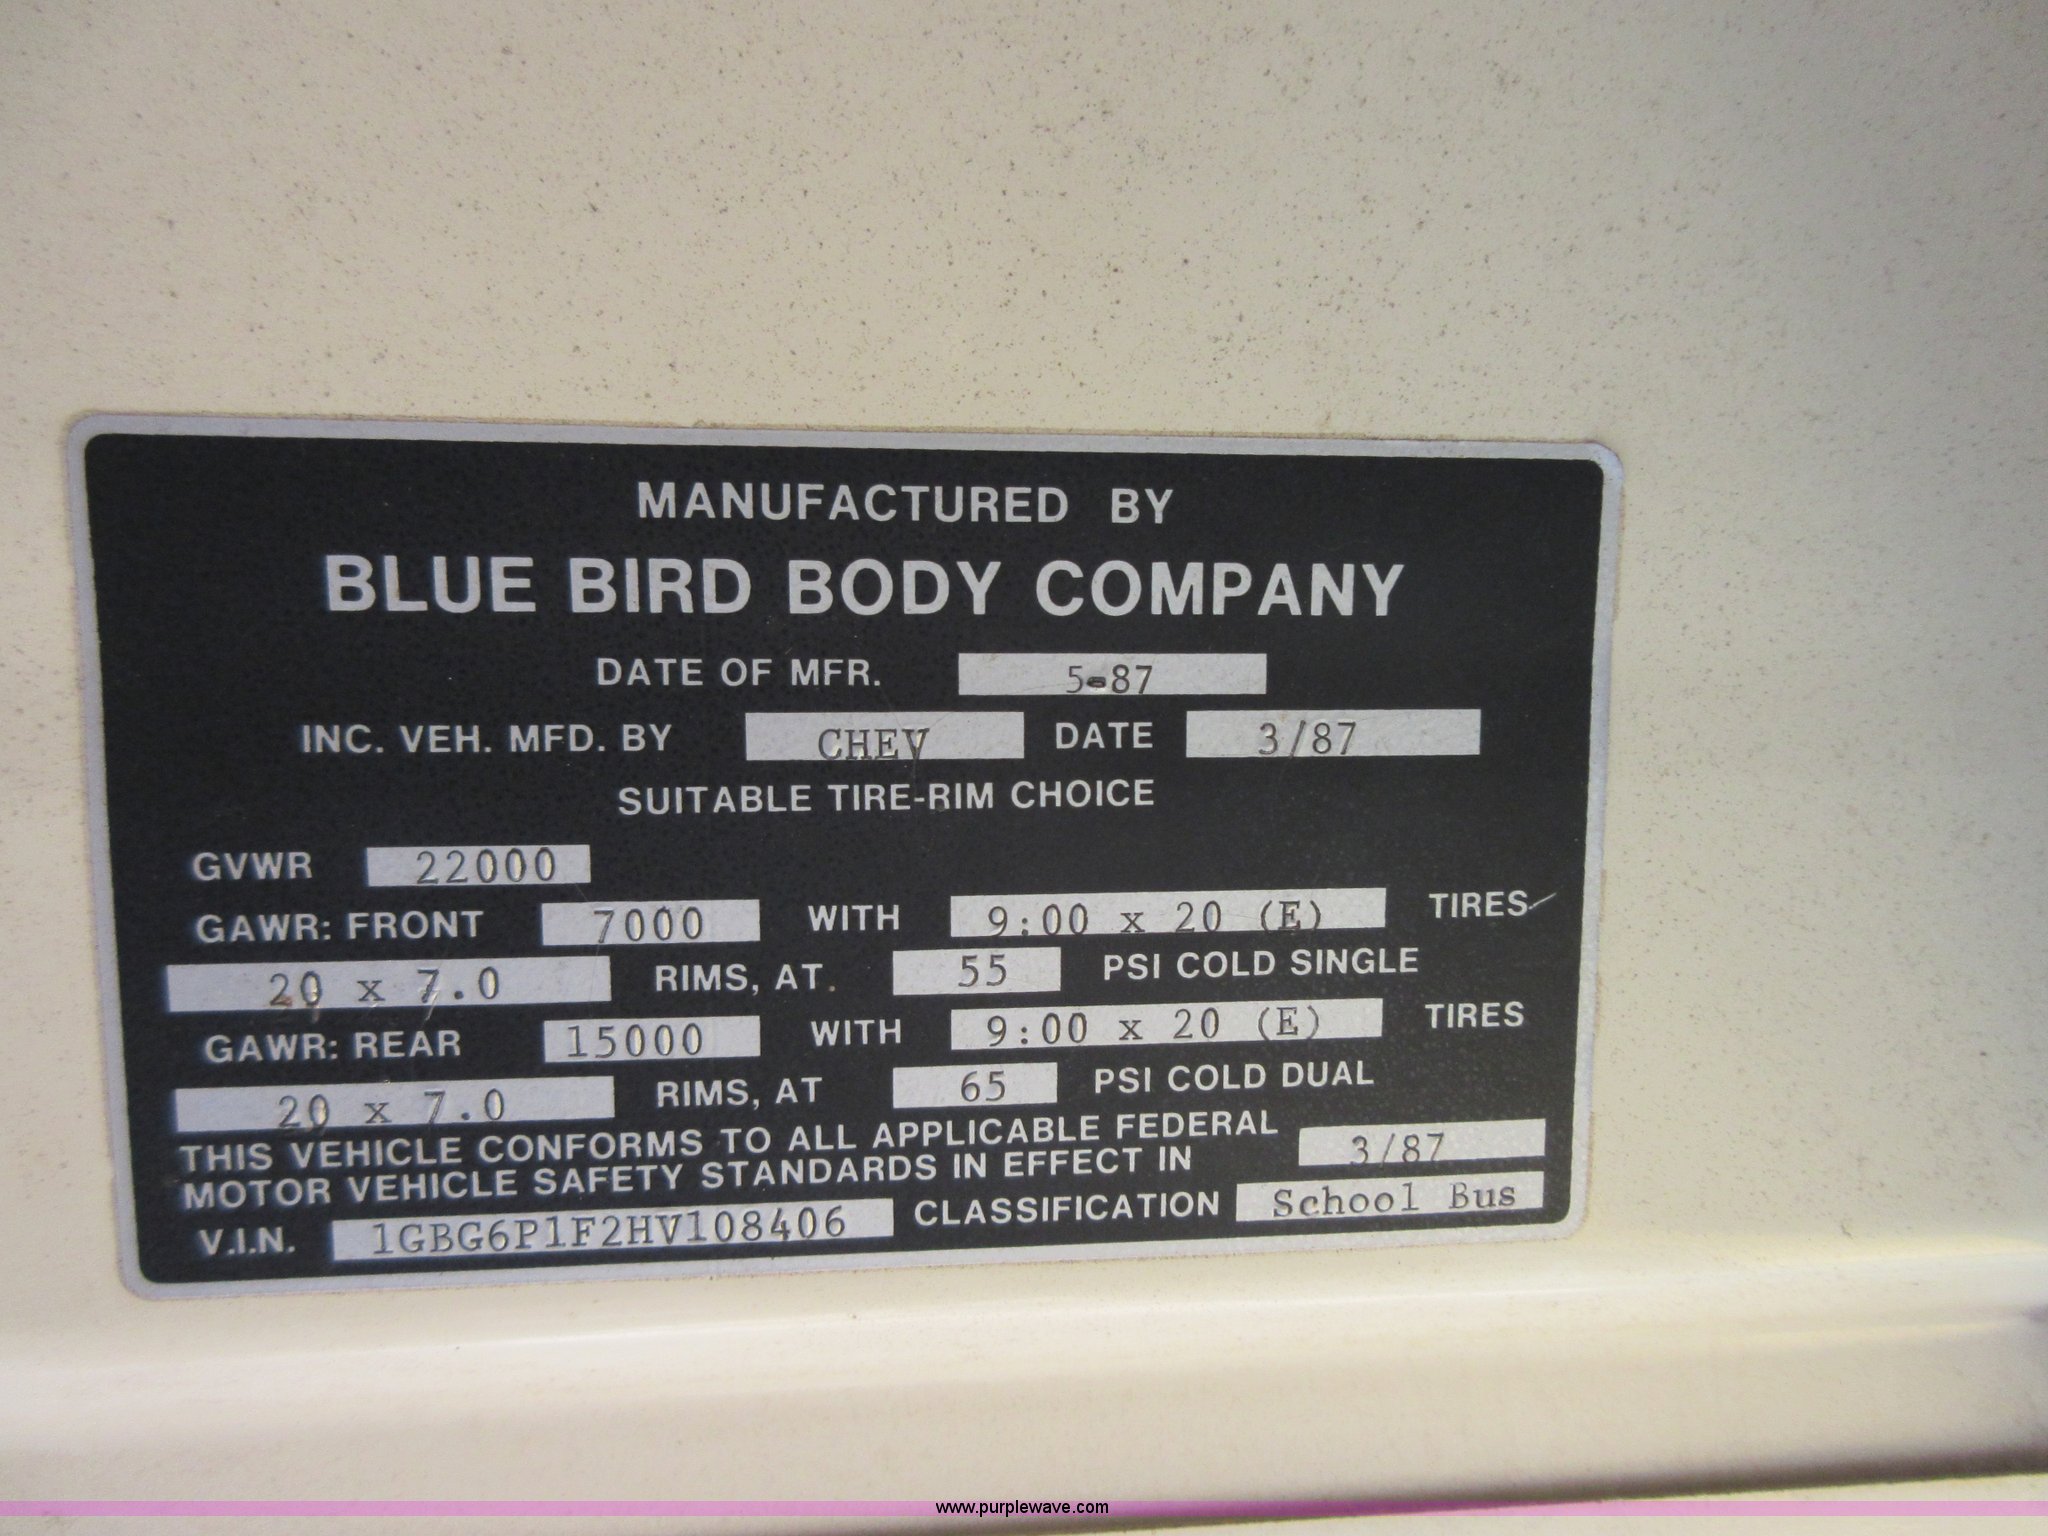 MANUFACTURED BY
BLUE BIRD BODY COMPANY
DATE OF MFR. 5-87
INC. VEH. MFD. BY CHEV DATE 3/87
SUITABLE TIRE-RIM CHOICE
GVWR 22000
GAWR: FRONT 7000 WITH 9:00 x 20 (E) TIRES
20 x 7.0 RIMS, AT. 55 PSI COLD SINGLE
GAWR: REAR 15000 WITH 9:00 x 20 (E) TIRES
20 x 7.0 RIMS, AT 65 PSI COLD DUAL
THIS VEHICLE CONFORMS TO ALL APPLICABLE FEDERAL
MOTOR VEHICLE SAFETY STANDARDS IN EFFECT IN 3/87
V.I.N. 1GBG6P1F2HV108406 CLASSIFICATION School Bus
www.purplewave.com